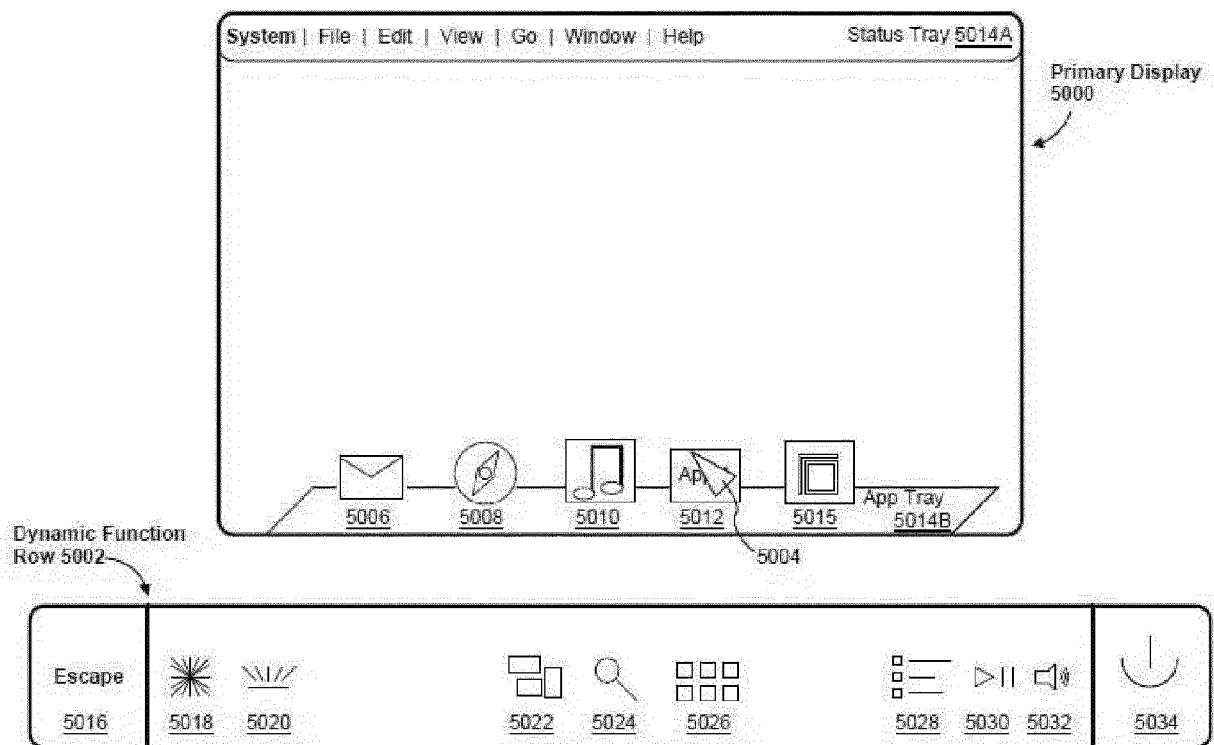 System | File | Edit | View | Go | Window | Help Status Tray 5014A
Primary Display
5000
App
App Tray
5006 5008 5010 5012 5015 5014B
5004
Dynamic Function
Row 5002
Escape
5016 5018 5020 5022 5024 5026 5028 5030 5032 5034